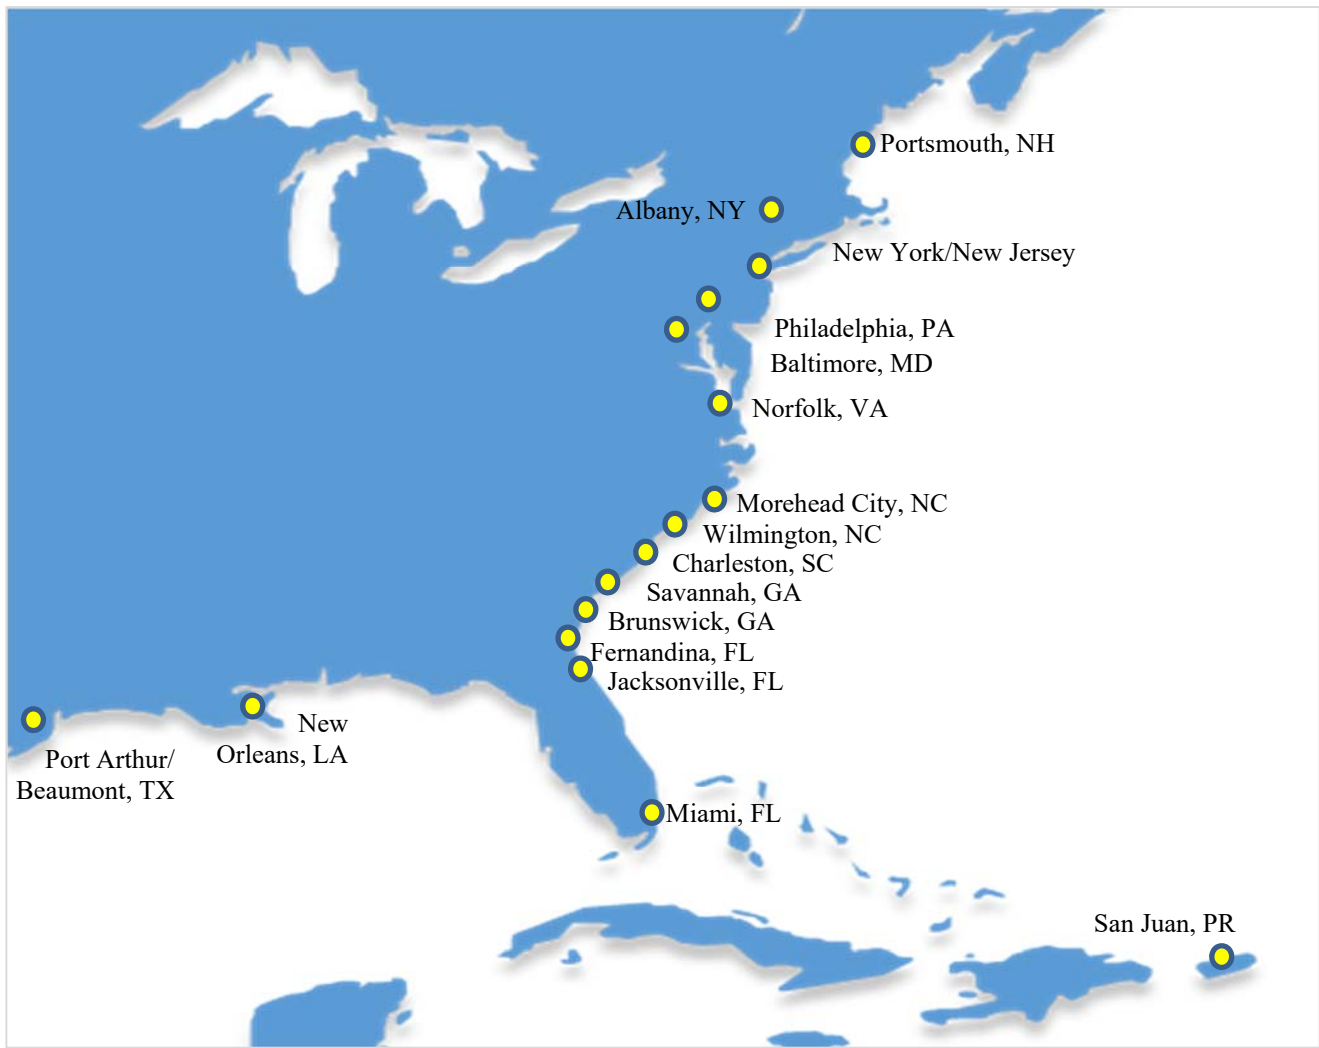 Portsmouth, NH
Albany, NY
New York/New Jersey
Philadelphia, PA
Baltimore, MD
Norfolk, VA
Morehead City, NC
Wilmington, NC
Charleston, SC
Savannah, GA
Brunswick, GA
Fernandina, FL
Jacksonville, FL
New
Orleans, LA
Port Arthur/
Beaumont, TX
Miami, FL
San Juan, PR